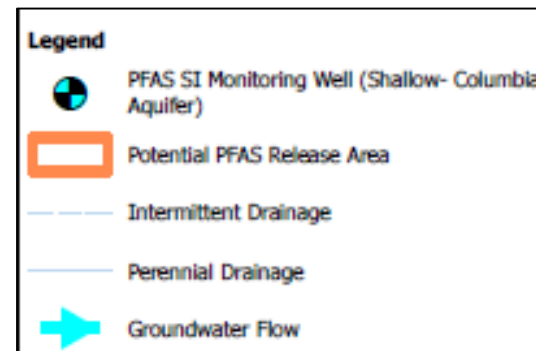 Legend
PFAS SI Monitoring Well (Shallow- Columbia
Aquifer)
Potential PFAS Release Area
Intermittent Drainage
Perennial Drainage
Groundwater Flow